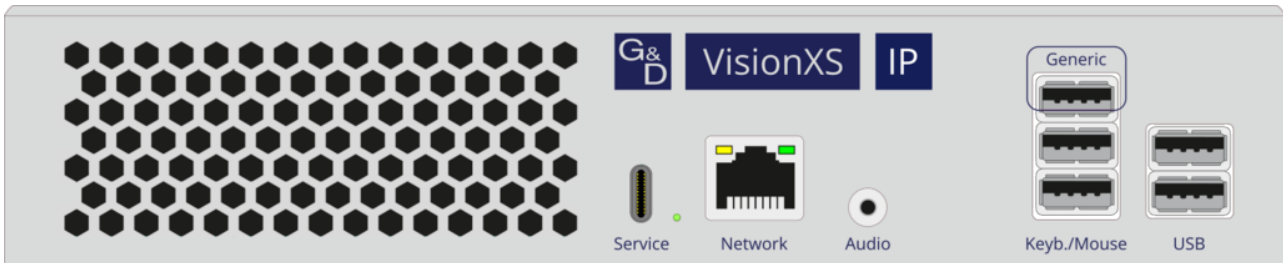 G&D VisionXS IP
Generic
Service Network Audio Keyb./Mouse USB